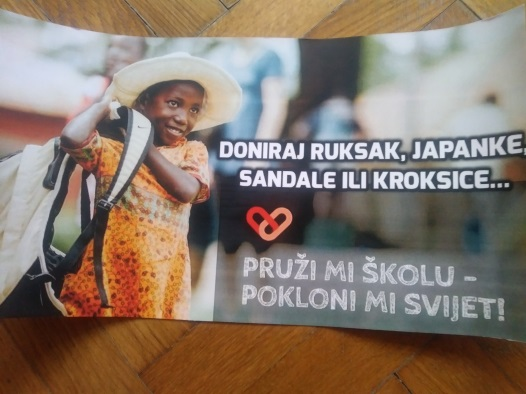 DONIRAJ RUKSAK, JAPANKE,
SANDALE ILI KROKSICE...
PRUŽI MI ŠKOLU -
POKLONI MI SVIJET!